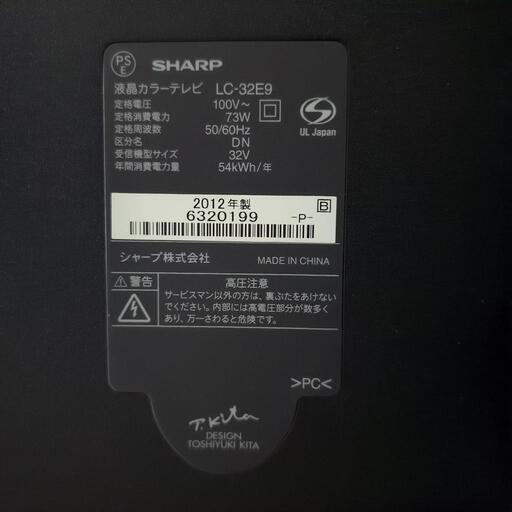 PS
E
SHARP
液晶カラーテレビ LC-32E9
定格電圧 100V～
定格消費電力 73W
定格周波数 50/60Hz
区分名 DN
受信機型サイズ 32V
年間消費電力量 54kWh/年
UL Japan
2012年製 B
6320199 -P-
シャープ株式会社 MADE IN CHINA
警告 高圧注意
サービスマン以外の方は、裏ぶたをあけない
でください。内部には高電圧部分が数多く
あり、万一さわると危険です。
>PC<
T.Kita
DESIGN
TOSHIYUKI KITA